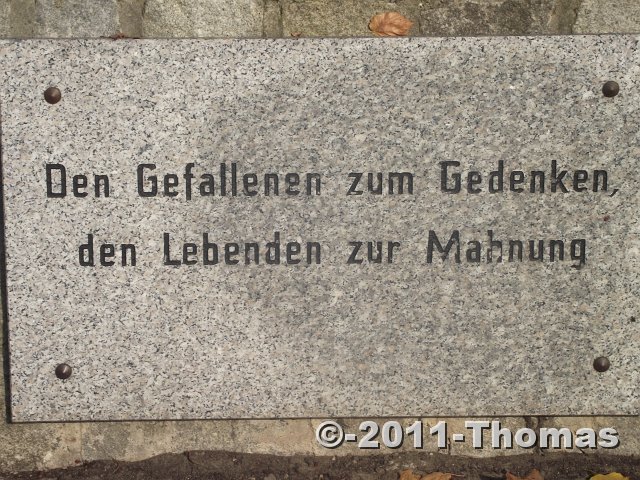 Den Gefallenen zum Gedenken,
den Lebenden zur Mahnung
©-2011-Thomas